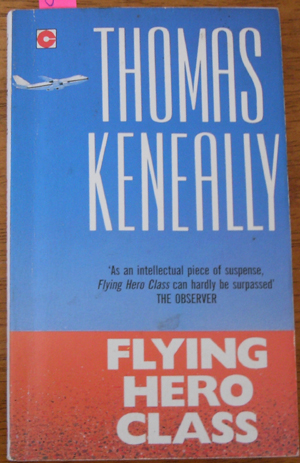 THOMAS
KENEALLY
'As an intellectual piece of suspense,
Flying Hero Class can hardly be surpassed'
THE OBSERVER
FLYING
HERO
CLASS